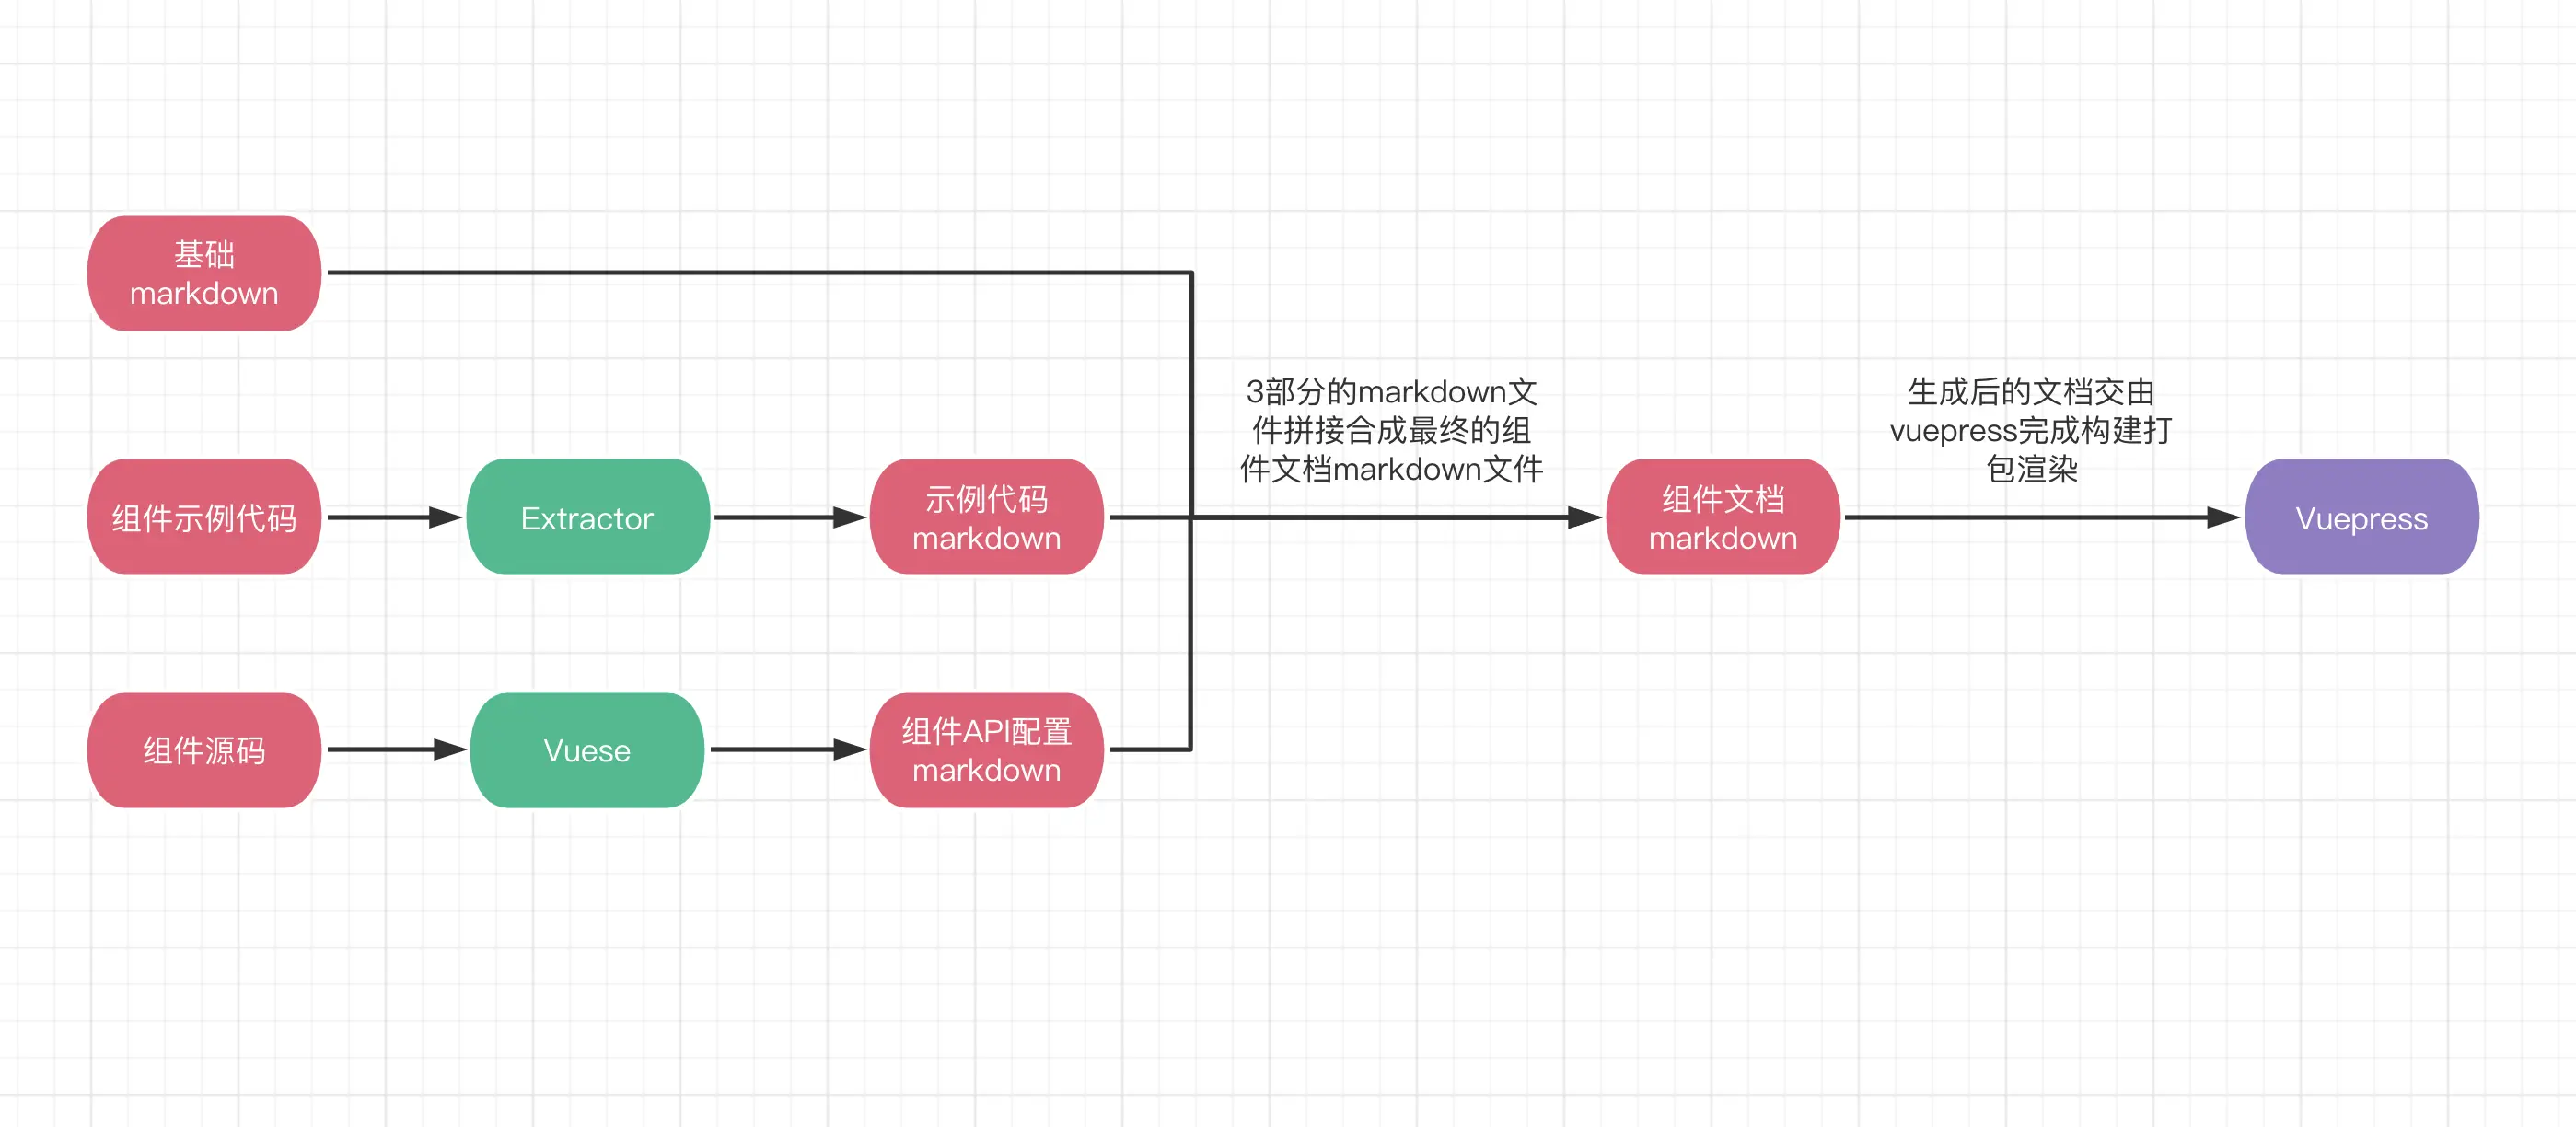 基础
markdown
组件示例代码
Extractor
示例代码
markdown
组件源码
Vuese
组件API配置
markdown
3部分的markdown文
件拼接合成最终的组
件文档markdown文件
组件文档
markdown
生成后的文档交由
vuepress完成构建打
包渲染
Vuepress